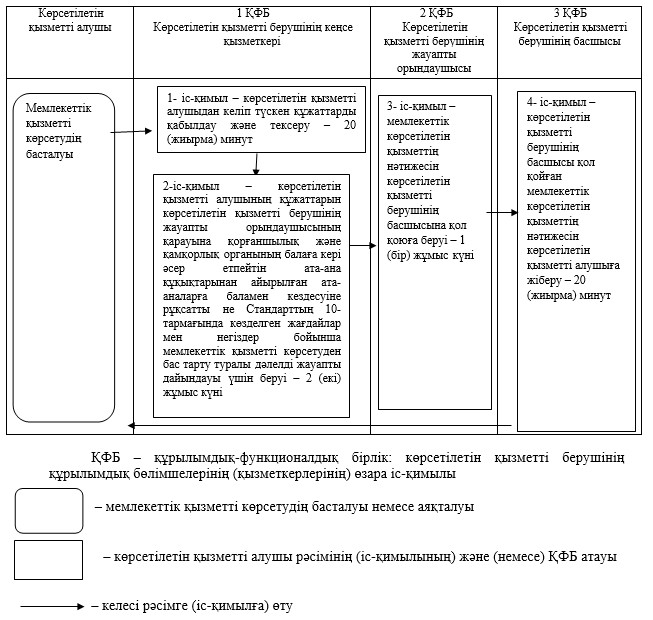 Көрсетілетін
қызметті алушы
1 ҚФБ
Көрсетілетін қызметті берушінің кеңсе
қызметкері
2 ҚФБ
Көрсетілетін
қызметті берушінің
жауапты
орындаушысы
3 ҚФБ
Көрсетілетін қызметті
берушінің басшысы
Мемлекеттік
қызметті
көрсетудің
басталуы
1- іс-қимыл – көрсетілетін қызметті
алушыдан келіп түскен құжаттарды
қабылдау және тексеру – 20
(жиырма) минут
2-іс-қимыл – көрсетілетін
қызметті алушының құжаттарын
көрсетілетін қызметті берушінің
жауапты орындаушысының
қарауына қорғаншылық және
қамқорлық органының балаға кері
әсер етпейтін ата-ана
құқықтарынан айырылған ата-
аналарға баламен кездесуіне
рұқсатты не Стандарттың 10-
тармағында көзделген жағдайлар
мен негіздер бойынша
мемлекеттік қызметті көрсетуден
бас тарту туралы дәлелді жауапты
дайындауы үшін беруі – 2 (екі)
жұмыс күні
3- іс-қимыл –
мемлекеттік
көрсетілетін
қызметтің
нәтижесін
көрсетілетін
қызметті
берушінің
басшысына қол
қоюға беруі – 1
(бір) жұмыс күні
4- іс-қимыл –
көрсетілетін
қызметті
берушінің
басшысы қол
қойған
мемлекеттік
көрсетілетін
қызметтің
нәтижесін
көрсетілетін
қызметті алушыға
жіберу – 20
(жиырма) минут
ҚФБ – құрылымдық-функционалдық бірлік: көрсетілетін қызметті берушінің
құрылымдық бөлімшелерінің (қызметкерлерінің) өзара іс-қимылы
– мемлекеттік қызметті көрсетудің басталуы немесе аяқталуы
– көрсетілетін қызметті алушы рәсімінің (іс-қимылының) және (немесе) ҚФБ атауы
– келесі рәсімге (іс-қимылға) өту